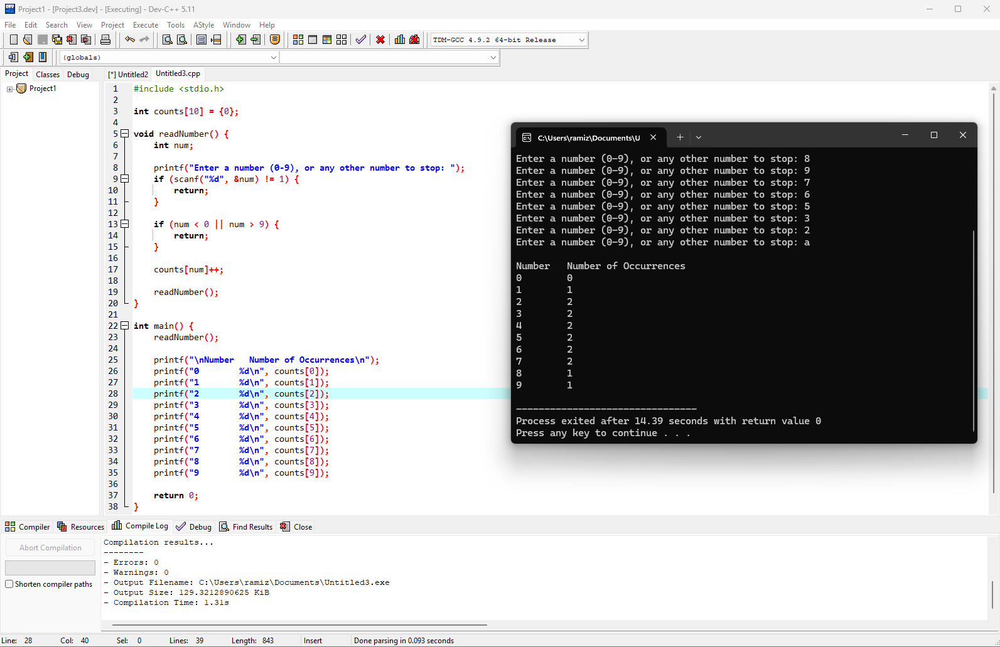 Project1 - [Project3.dev] - [Executing] - Dev-C++ 5.11
File Edit Search View Project Execute Tools AStyle Window Help
TDM-GCC 4.9.2 64-bit Release
(globals)
Project Classes Debug
[*] Untitled2 Untitled3.cpp
Project1
1 #include <stdio.h>
2
3 int counts[10] = {0};
4
5 void readNumber() {
6 int num;
7
8 printf("Enter a number (0-9), or any other number to stop: ");
9 if (scanf("%d", &num) != 1) {
10 return;
11 }
12
13 if (num < 0 || num > 9) {
14 return;
15 }
16
17 counts[num]++;
18
19 readNumber();
20 }
21
22 int main() {
23 readNumber();
24
25 printf("\nNumber   Number of Occurrences\n");
26 printf("0        %d\n", counts[0]);
27 printf("1        %d\n", counts[1]);
28 printf("2        %d\n", counts[2]);
29 printf("3        %d\n", counts[3]);
30 printf("4        %d\n", counts[4]);
31 printf("5        %d\n", counts[5]);
32 printf("6        %d\n", counts[6]);
33 printf("7        %d\n", counts[7]);
34 printf("8        %d\n", counts[8]);
35 printf("9        %d\n", counts[9]);
36
37 return 0;
38 }
C:\Users\ramiz\Documents\U
Enter a number (0-9), or any other number to stop: 8
Enter a number (0-9), or any other number to stop: 9
Enter a number (0-9), or any other number to stop: 7
Enter a number (0-9), or any other number to stop: 6
Enter a number (0-9), or any other number to stop: 5
Enter a number (0-9), or any other number to stop: 3
Enter a number (0-9), or any other number to stop: 2
Enter a number (0-9), or any other number to stop: a
Number   Number of Occurrences
0        0
1        1
2        2
3        2
4        2
5        2
6        2
7        2
8        1
9        1
--------------------------------
Process exited after 14.39 seconds with return value 0
Press any key to continue . . .
Compiler Resources Compile Log Debug Find Results Close
Abort Compilation
Shorten compiler paths
Compilation results...
--------
- Errors: 0
- Warnings: 0
- Output Filename: C:\Users\ramiz\Documents\Untitled3.exe
- Output Size: 129.3212890625 KiB
- Compilation Time: 1.31s
Line: 28 Col: 40 Sel: 0 Lines: 39 Length: 843 Insert Done parsing in 0.093 seconds